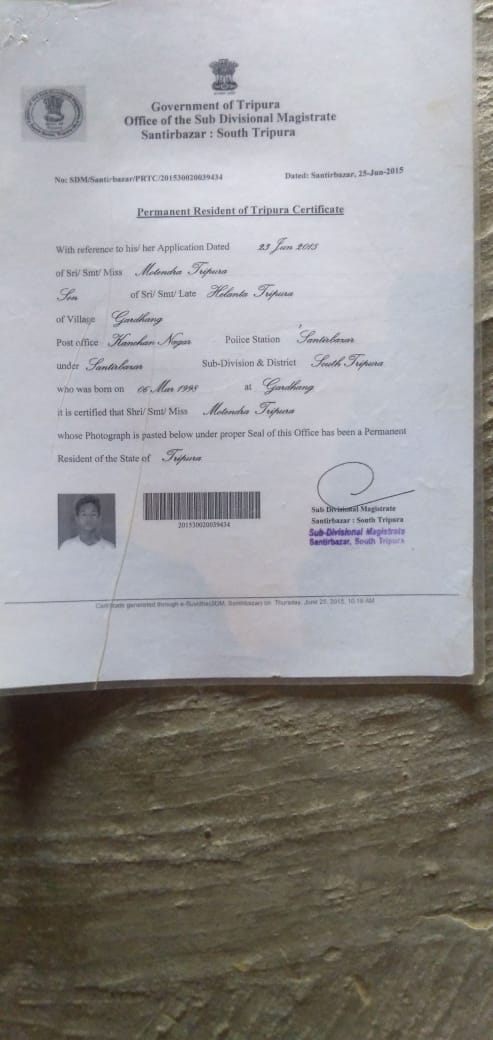 Government of Tripura
Office of the Sub Divisional Magistrate
Santirbazar : South Tripura
No: SDM/Santirbazar/PRTC/201530020039434 Dated: Santirbazar, 25-Jun-2015
Permanent Resident of Tripura Certificate
With reference to his/ her Application Dated 23 Jun 2015
of Sri/ Smt/ Miss Motendra Tripura
Son of Sri/ Smt/ Late Helanta Tripura
of Village Gardhang
Post office Kanchan Nagar Police Station Santirbazar
under Santirbazar Sub-Division & District South Tripura
who was born on 06 Mar 1998 at Gardhang
it is certified that Shri/ Smt/ Miss Motendra Tripura
whose Photograph is pasted below under proper Seal of this Office has been a Permanent
Resident of the State of Tripura
201530020039434
Sub Divisional Magistrate
Santirbazar : South Tripura
Sub-Divisional Magistrate
Santirbazar, South Tripura
Certificate generated through e-Suvidha(SDM, Santirbazar) on Thursday, June 25, 2015, 10:19 AM